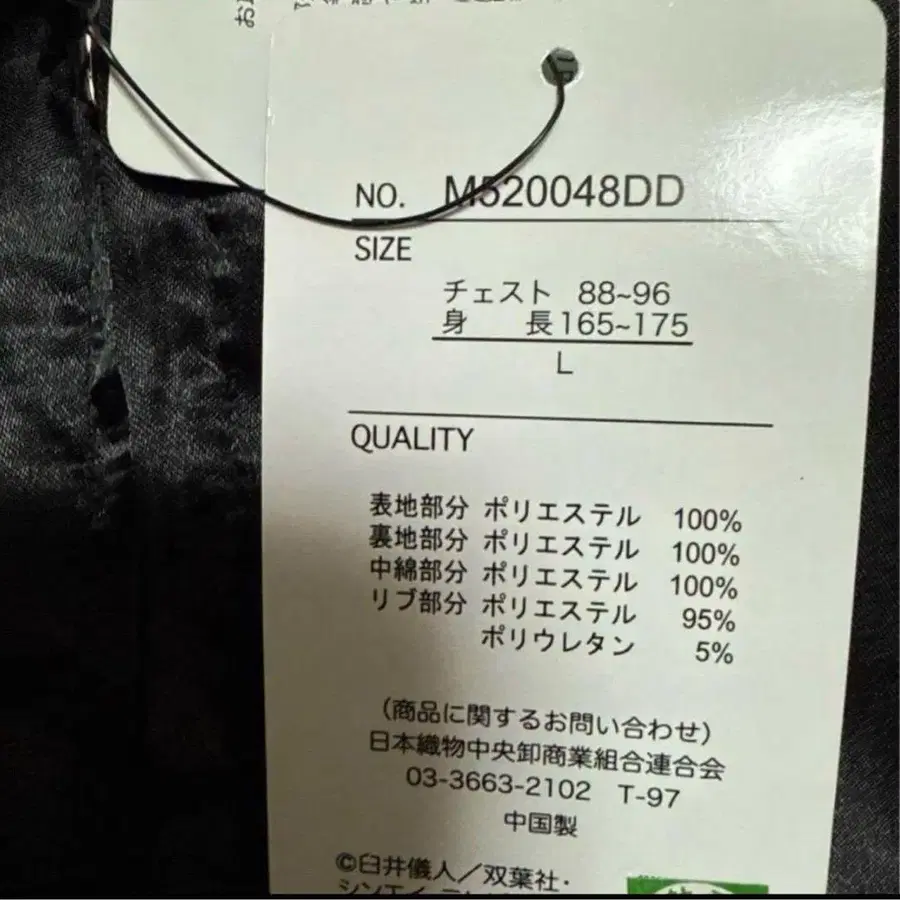 NO. M520048DD
SIZE
チェスト 88~96
身 長165~175
L
QUALITY
表地部分 ポリエステル 100%
裏地部分 ポリエステル 100%
中綿部分 ポリエステル 100%
リブ部分 ポリエステル 95%
ポリウレタン 5%
(商品に関するお問い合わせ)
日本織物中央卸商業組合連合会
03-3663-2102 T-97
中国製
©臼井儀人/双葉社・